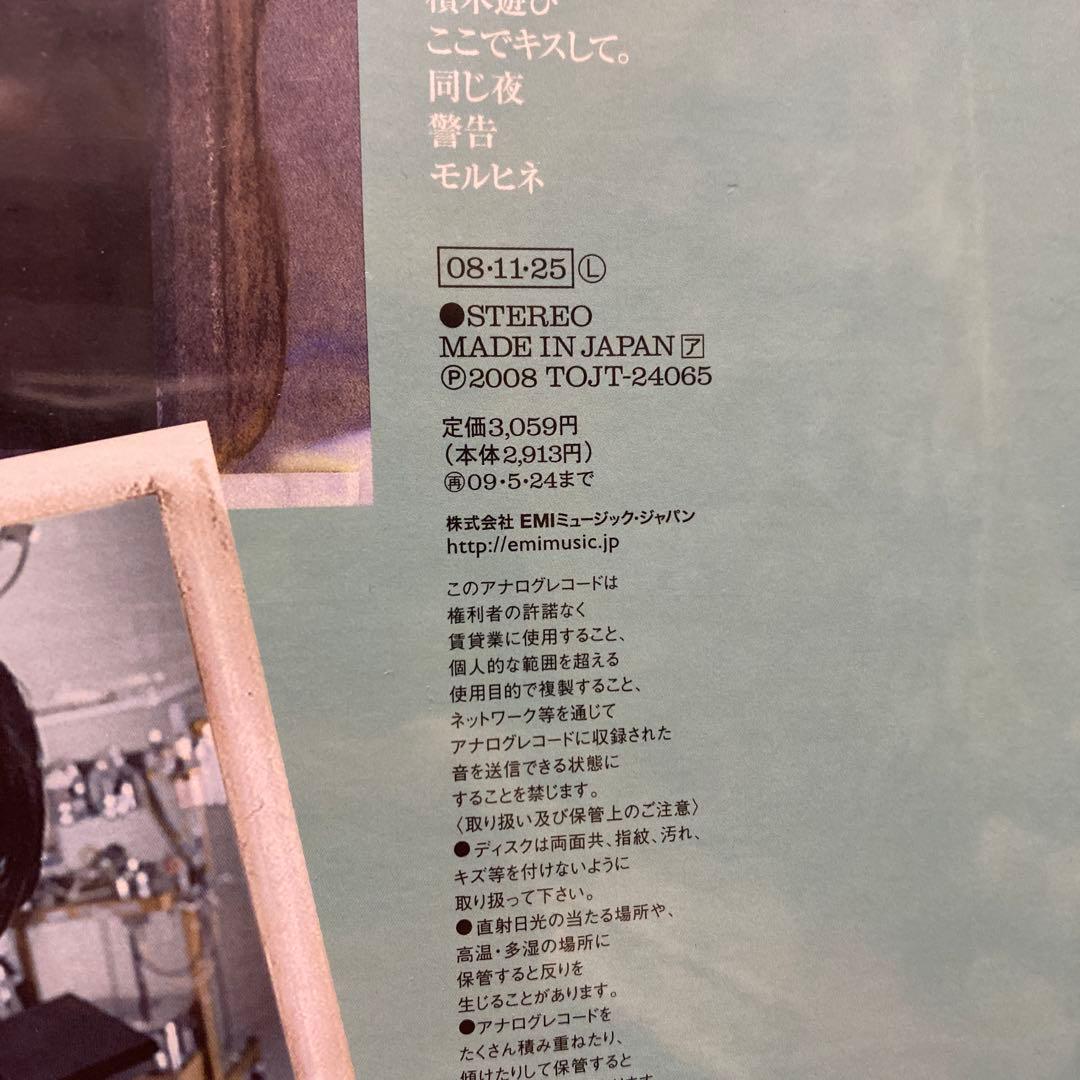 積木遊び
ここでキスして。
同じ夜
警告
モルヒネ
08・11・25 Ⓛ
●STEREO
MADE IN JAPAN ア
Ⓟ2008 TOJT-24065
定価3,059円
（本体2,913円）
㊢09・5・24まで
株式会社 EMIミュージック・ジャパン
http://emimusic.jp
このアナログレコードは
権利者の許諾なく
賃貸業に使用すること、
個人的な範囲を超える
使用目的で複製すること、
ネットワーク等を通じて
アナログレコードに収録された
音を送信できる状態に
することを禁じます。
〈取り扱い及び保管上のご注意〉
●ディスクは両面共、指紋、汚れ、
キズ等を付けないように
取り扱って下さい。
●直射日光の当たる場所や、
高温・多湿の場所に
保管すると反りを
生じることがあります。
●アナログレコードを
たくさん積み重ねたり、
傾けたりして保管すると